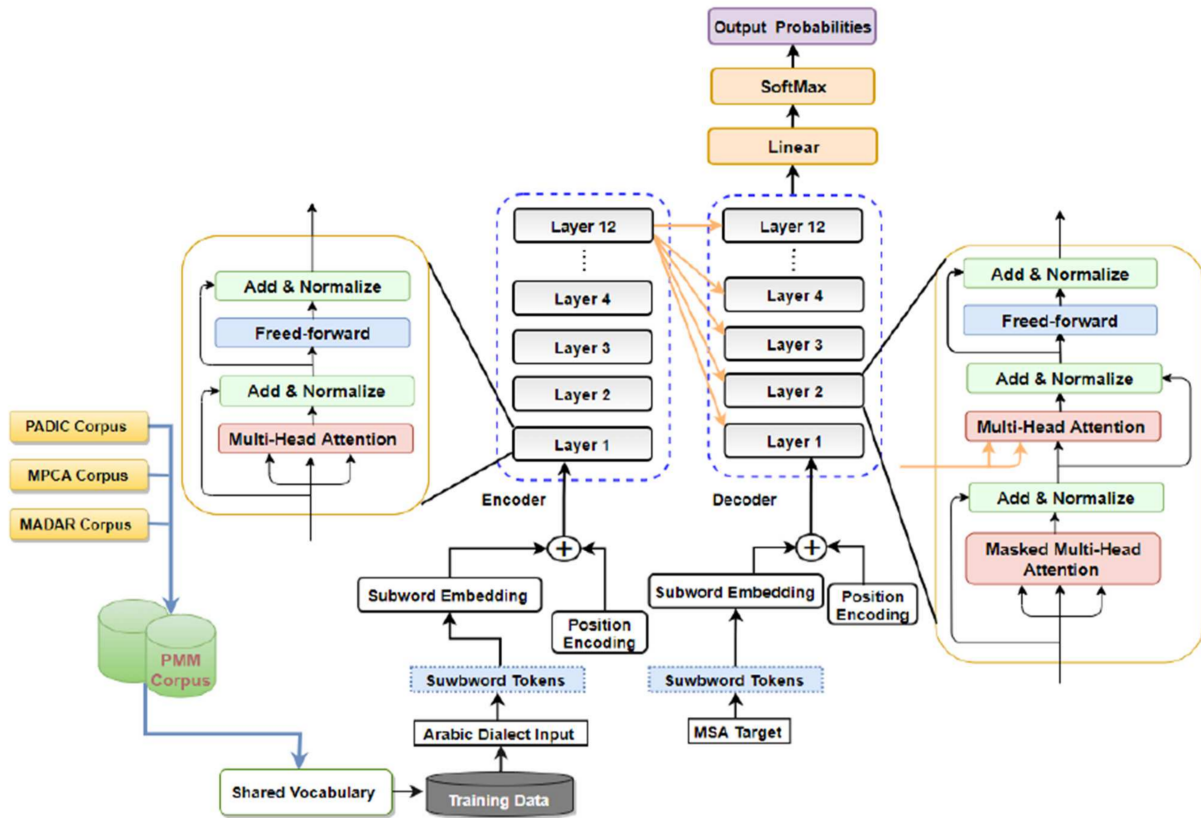 Output Probabilities
SoftMax
Linear
Layer 12
Layer 4
Layer 3
Layer 2
Layer 1
Encoder
Layer 12
Layer 4
Layer 3
Layer 2
Layer 1
Decoder
Add & Normalize
Freed-forward
Add & Normalize
Multi-Head Attention
Add & Normalize
Freed-forward
Add & Normalize
Multi-Head Attention
Add & Normalize
Masked Multi-Head
Attention
PADIC Corpus
MPCA Corpus
MADAR Corpus
PMM
Corpus
Shared Vocabulary
Training Data
Arabic Dialect Input
Suwbword Tokens
Subword Embedding
Position
Encoding
+
MSA Target
Suwbword Tokens
Subword Embedding
Position
Encoding
+